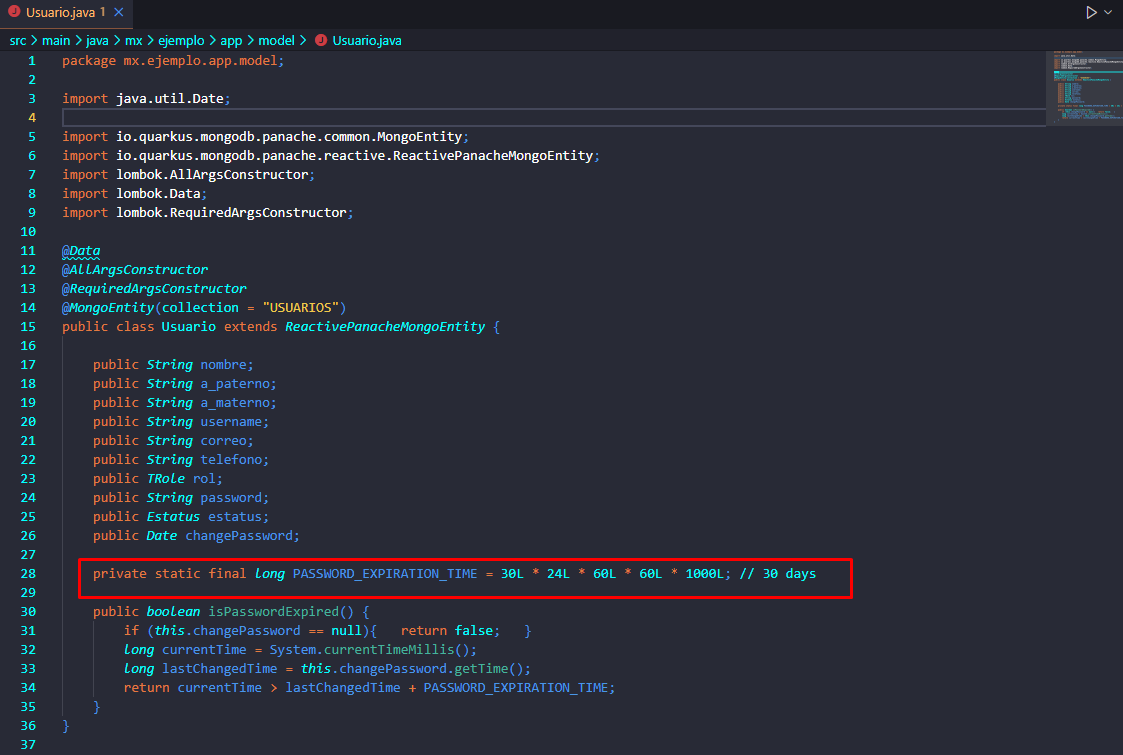 Usuario.java 1
src > main > java > mx > ejemplo > app > model > Usuario.java
1 package mx.ejemplo.app.model;
2
3 import java.util.Date;
4
5 import io.quarkus.mongodb.panache.common.MongoEntity;
6 import io.quarkus.mongodb.panache.reactive.ReactivePanacheMongoEntity;
7 import lombok.AllArgsConstructor;
8 import lombok.Data;
9 import lombok.RequiredArgsConstructor;
10
11 @Data
12 @AllArgsConstructor
13 @RequiredArgsConstructor
14 @MongoEntity(collection = "USUARIOS")
15 public class Usuario extends ReactivePanacheMongoEntity {
16
17     public String nombre;
18     public String a_paterno;
19     public String a_materno;
20     public String username;
21     public String correo;
22     public String telefono;
23     public TRole rol;
24     public String password;
25     public Estatus estatus;
26     public Date changePassword;
27
28     private static final long PASSWORD_EXPIRATION_TIME = 30L * 24L * 60L * 60L * 1000L; // 30 days
29
30     public boolean isPasswordExpired() {
31         if (this.changePassword == null){   return false;   }
32         long currentTime = System.currentTimeMillis();
33         long lastChangedTime = this.changePassword.getTime();
34         return currentTime > lastChangedTime + PASSWORD_EXPIRATION_TIME;
35     }
36 }
37